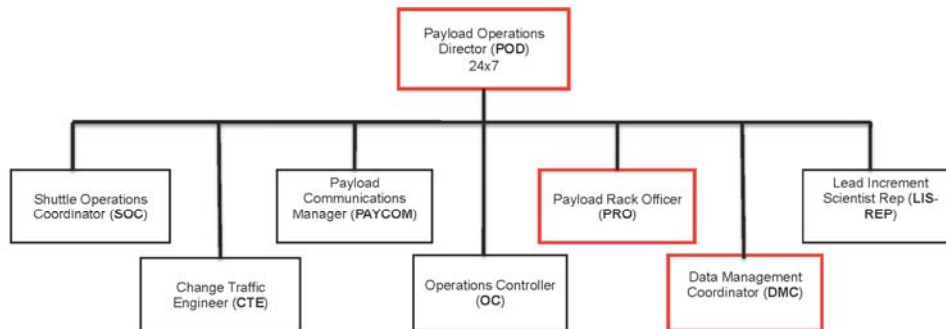 Payload Operations
Director (POD)
24x7
Shuttle Operations
Coordinator (SOC)
Payload
Communications
Manager (PAYCOM)
Payload Rack Officer
(PRO)
Lead Increment
Scientist Rep (LIS-
REP)
Change Traffic
Engineer (CTE)
Operations Controller
(OC)
Data Management
Coordinator (DMC)